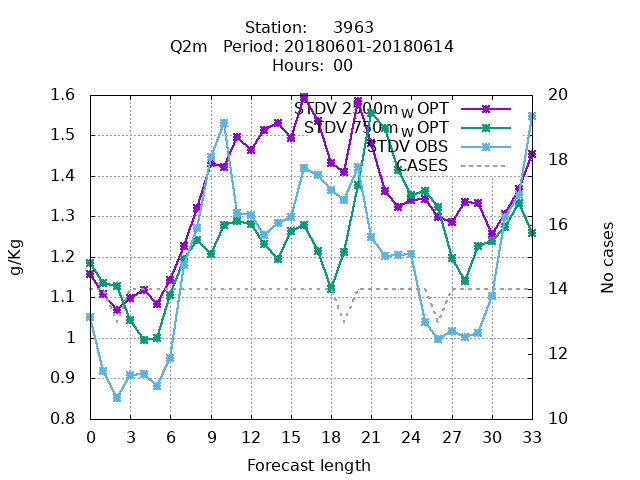 Station: 3963
Q2m Period: 20180601-20180614
Hours: 00
1.6
1.5
1.4
1.3
1.2
1.1
1
0.9
0.8
g/Kg
STDV 2500m W OPT
STDV 750m W OPT
STDV OBS
CASES
20
18
16
14
12
10
No cases
0 3 6 9 12 15 18 21 24 27 30 33
Forecast length